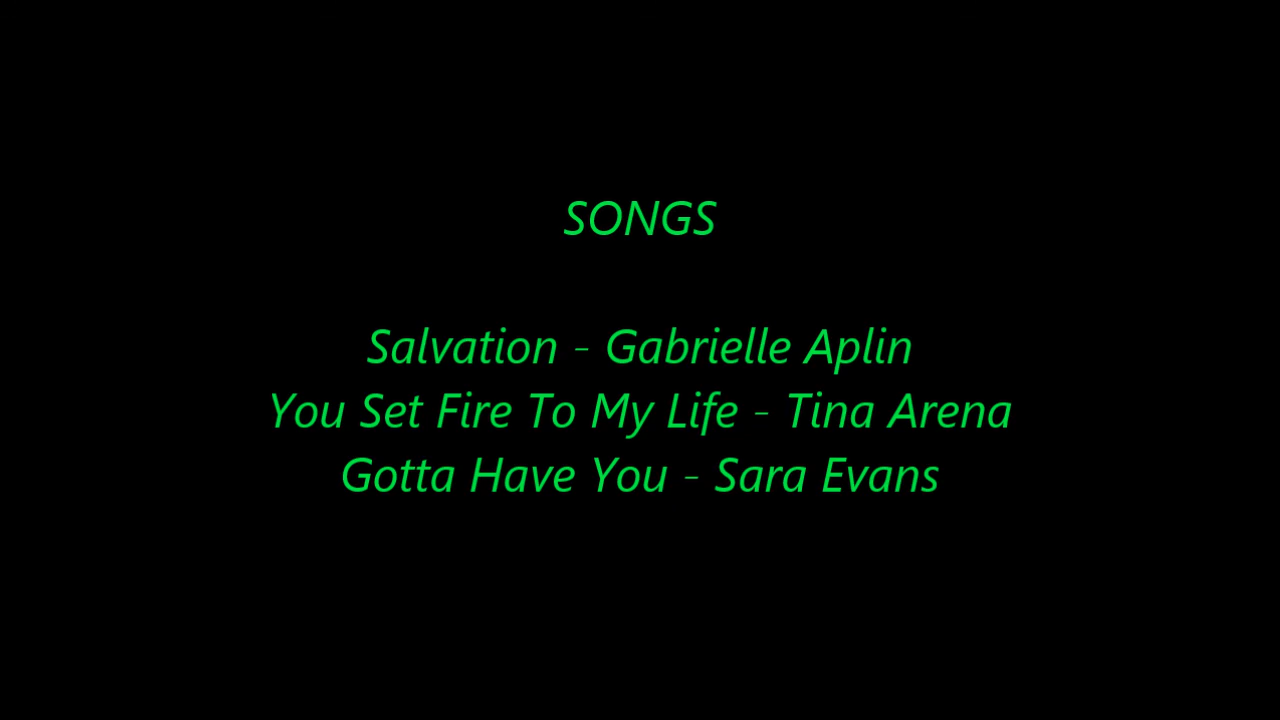 SONGS
Salvation - Gabrielle Aplin
You Set Fire To My Life - Tina Arena
Gotta Have You - Sara Evans